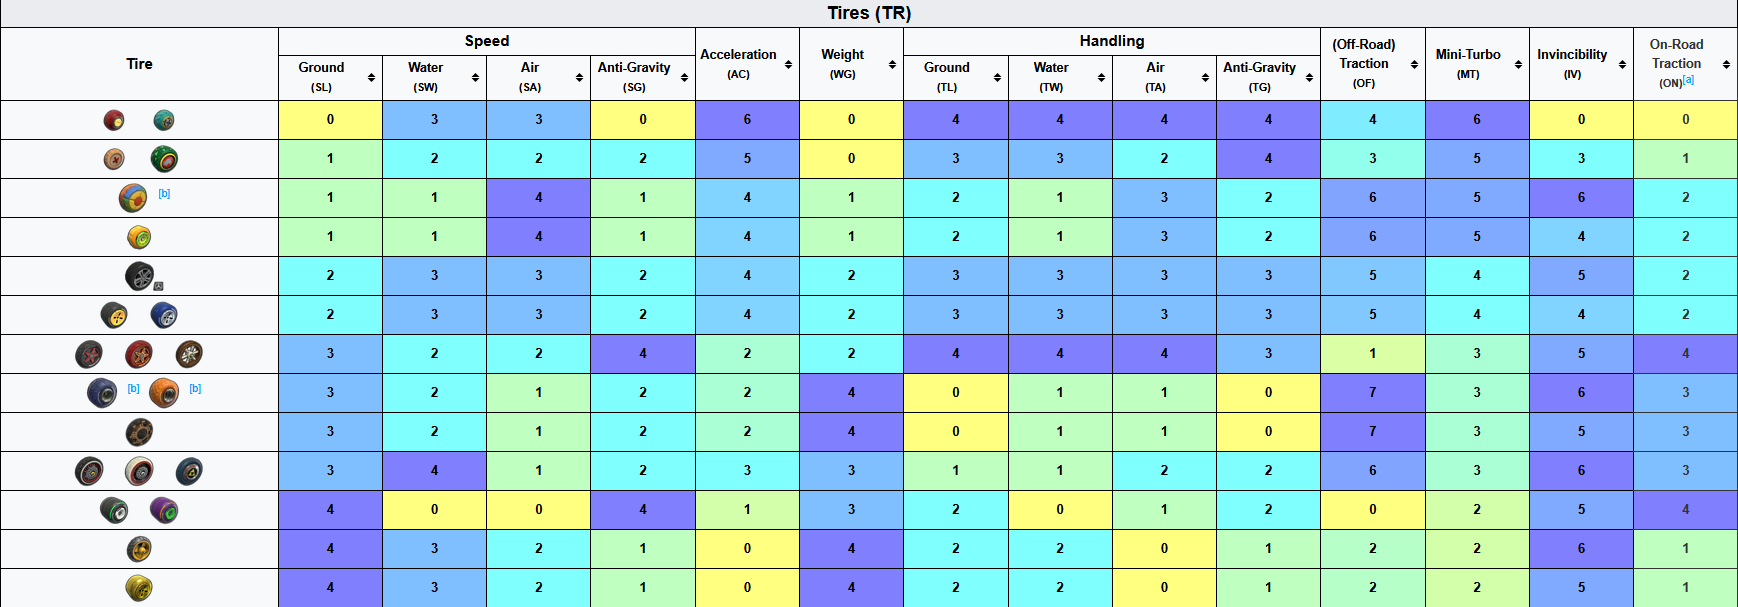 Tires (TR)
Tire Speed Acceleration (AC) Weight (WG) Handling (Off-Road) Traction (OF) Mini-Turbo (MT) Invincibility (IV) On-Road Traction (ON)[a]
Ground (SL) Water (SW) Air (SA) Anti-Gravity (SG) Ground (TL) Water (TW) Air (TA) Anti-Gravity (TG)
0 3 3 0 6 0 4 4 4 4 4 6 0 0
1 2 2 2 5 0 3 3 2 4 3 5 3 1
[b] 1 1 4 1 4 1 2 1 3 2 6 5 6 2
1 1 4 1 4 1 2 1 3 2 6 5 4 2
2 3 3 2 4 2 3 3 3 3 5 4 5 2
2 3 3 2 4 2 3 3 3 3 5 4 4 2
3 2 2 4 2 2 4 4 4 3 1 3 5 4
[b] [b] 3 2 1 2 2 4 0 1 1 0 7 3 6 3
3 2 1 2 2 4 0 1 1 0 7 3 5 3
3 4 1 2 3 3 1 1 2 2 6 3 6 3
4 0 0 4 1 3 2 0 1 2 0 2 5 4
4 3 2 1 0 4 2 2 0 1 2 2 6 1
4 3 2 1 0 4 2 2 0 1 2 2 5 1